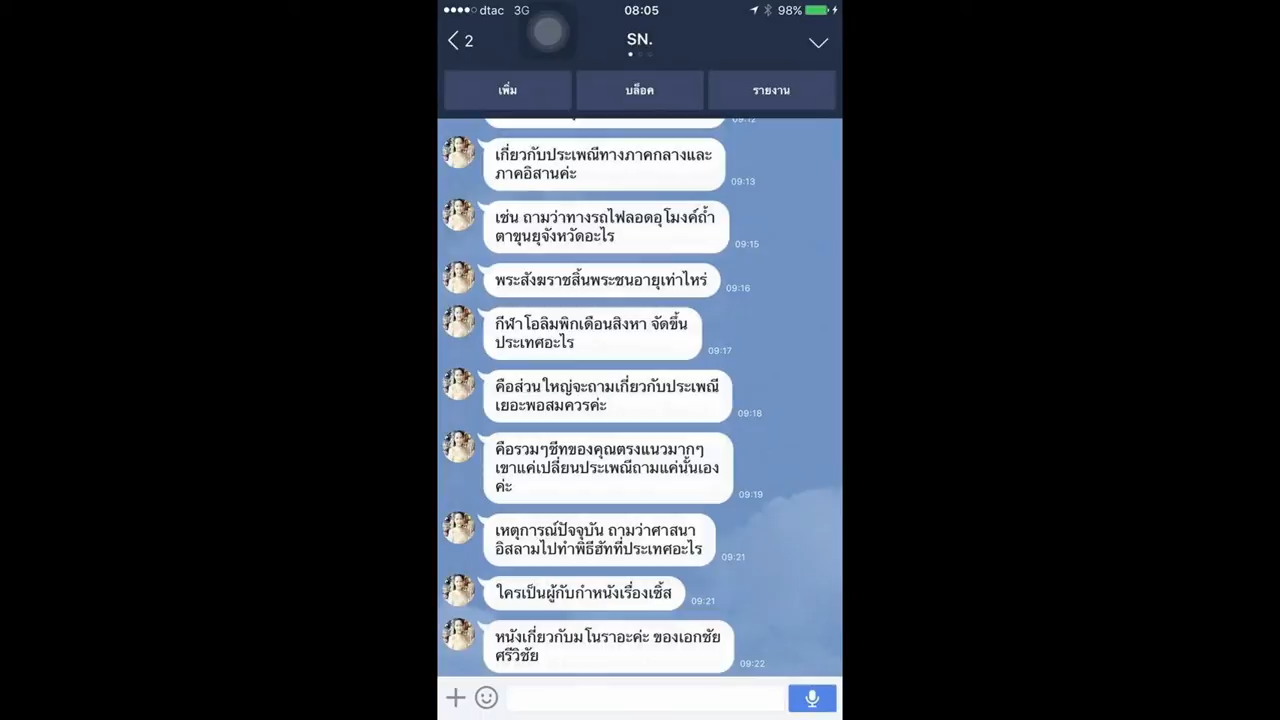 dtac 3G 08:05 98%
2 SN.
เพิ่ม บล็อค รายงาน
09:12
เกี่ยวกับประเพณีทางภาคกลางและ
ภาคอิสานค่ะ
09:13
เช่น ถามว่าทางรถไฟลอดอุโมงค์ถ้ำ
ตาขุนยุจังหวัดอะไร
09:15
พระสังฆราชสิ้นพระชนอายุเท่าไหร่
09:16
กีฬาโอลิมพิกเดือนสิงหา จัดขึ้น
ประเทศอะไร
09:17
คือส่วนใหญ่จะถามเกี่ยวกับประเพณี
เยอะพอสมควรค่ะ
09:18
คือรวมๆชีทของคุณตรงแนวมากๆ
เขาแค่เปลี่ยนประเพณีถามแค่นั้นเอง
ค่ะ
09:19
เหตุการณ์ปัจจุบัน ถามว่าศาสนา
อิสลามไปทำพิธีฮัทที่ประเทศอะไร
09:21
ใครเป็นผู้กับกำหนังเรื่องเซิ้ส
09:21
หนังเกี่ยวกับมโนราอะค่ะ ของเอกชัย
ศรีวิชัย
09:22